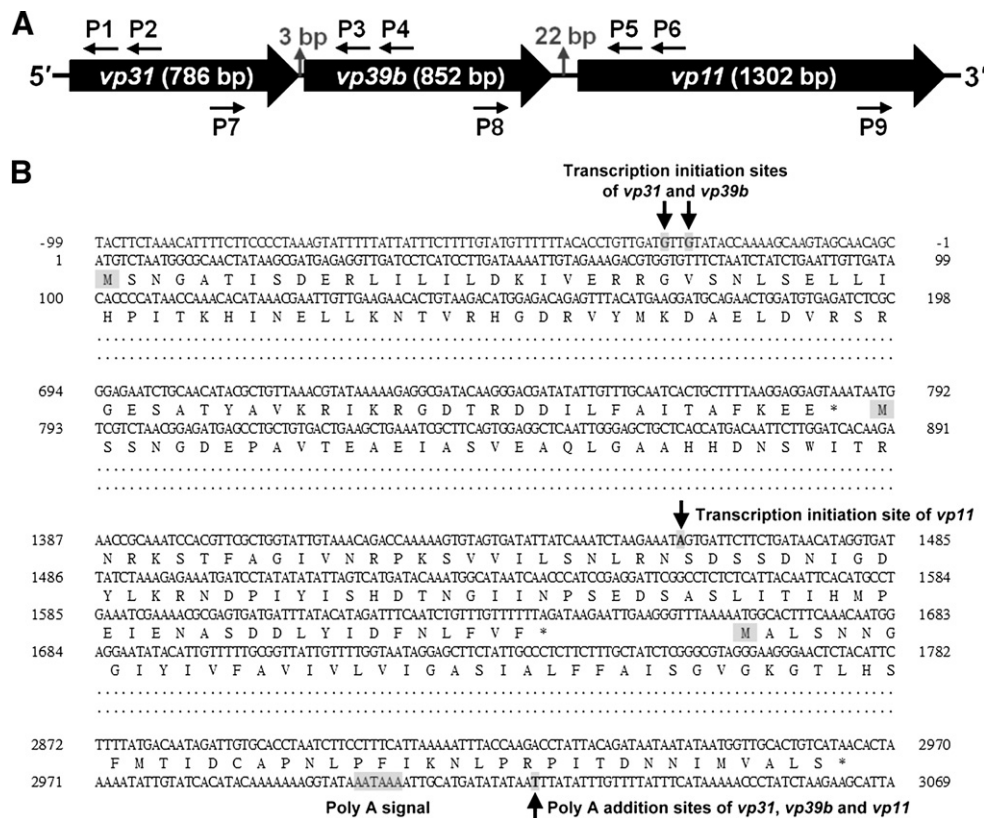 A
P1 P2 3 bp P3 P4 22 bp P5 P6
5′ vp31 (786 bp) vp39b (852 bp) vp11 (1302 bp) 3′
P7 P8 P9
B
Transcription initiation sites
of vp31 and vp39b
-99 TACTTCTAAACATTTTCTTCCCCTAAAGTATTTTTATTATTTCTTTTGTATGTTTTTTACACCTGTTGATGTTGTATACCAAAAGCAAGTAGCAACAGC -1
1 ATGTCTAATGGCGCAACTATAAGCGATGAGAGGTTGATCCTCATCCTTGATAAAATTGTAGAAAGACGTGGTGTTTCTAATCTATCTGAATTGTTGATA 99
M S N G A T I S D E R L I L I L D K I V E R R G V S N L S E L L I
100 CACCCCATAACCAAACACATAAACGAATTGTTGAAGAACACTGTAAGACATGGAGACAGAGTTTACATGAAGGATGCAGAACTGGATGTGAGATCTCGC 198
H P I T K H I N E L L K N T V R H G D R V Y M K D A E L D V R S R
694 GGAGAATCTGCAACATACGCTGTTAAACGTATAAAAAGAGGCGATACAAGGGACGATATATTGTTTGCAATCACTGCTTTTAAGGAGGAGTAAATAATG 792
G E S A T Y A V K R I K R G D T R D D I L F A I T A F K E E * M
793 TCGTCTAACGGAGATGAGCCTGCTGTGACTGAAGCTGAAATCGCTTCAGTGGAGGCTCAATTGGGAGCTGCTCACCATGACAATTCTTGGATCACAAGA 891
S S N G D E P A V T E A E I A S V E A Q L G A A H H D N S W I T R
Transcription initiation site of vp11
1387 AACCGCAAATCCACGTTCGCTGGTATTGTAAACAGACCAAAAAGTGTAGTGATATTATCAAATCTAAGAAATAGTGATTCTTCTGATAACATAGGTGAT 1485
N R K S T F A G I V N R P K S V V I L S N L R N S D S S D N I G D
1486 TATCTAAAGAGAAATGATCCTATATATATTAGTCATGATACAAATGGCATAATCAACCCATCCGAGGATTCGGCCTCTCTCATTACAATTCACATGCCT 1584
Y L K R N D P I Y I S H D T N G I I N P S E D S A S L I T I H M P
1585 GAAATCGAAAACGCGAGTGATGATTTATACATAGATTTCAATCTGTTTGTTTTTTAGATAAGAATTGAAGGGTTTAAAAATGGCACTTTCAAACAATGG 1683
E I E N A S D D L Y I D F N L F V F * M A L S N N G
1684 AGGAATATACATTGTTTTTGCGGTTATTGTTTTGGTAATAGGAGCTTCTATTGCCCTCTTCTTTGCTATCTCGGGCGTAGGGAAGGGAACTCTACATTC 1782
G I Y I V F A V I V L V I G A S I A L F F A I S G V G K G T L H S
2872 TTTTATGACAATAGATTGTGCACCTAATCTTCCTTTCATTAAAAATTTACCAAGACCTATTACAGATAATAATATAATGGTTGCACTGTCATAACACTA 2970
F M T I D C A P N L P F I K N L P R P I T D N N I M V A L S *
2971 AAAATATTGTATCACATACAAAAAAAGGTATAAATAAAATTGCATGATATATAATTTATATTTGTTTTATTTCATAAAAAACCCTATCTAAGAAGCATTA 3069
Poly A signal Poly A addition sites of vp31, vp39b and vp11